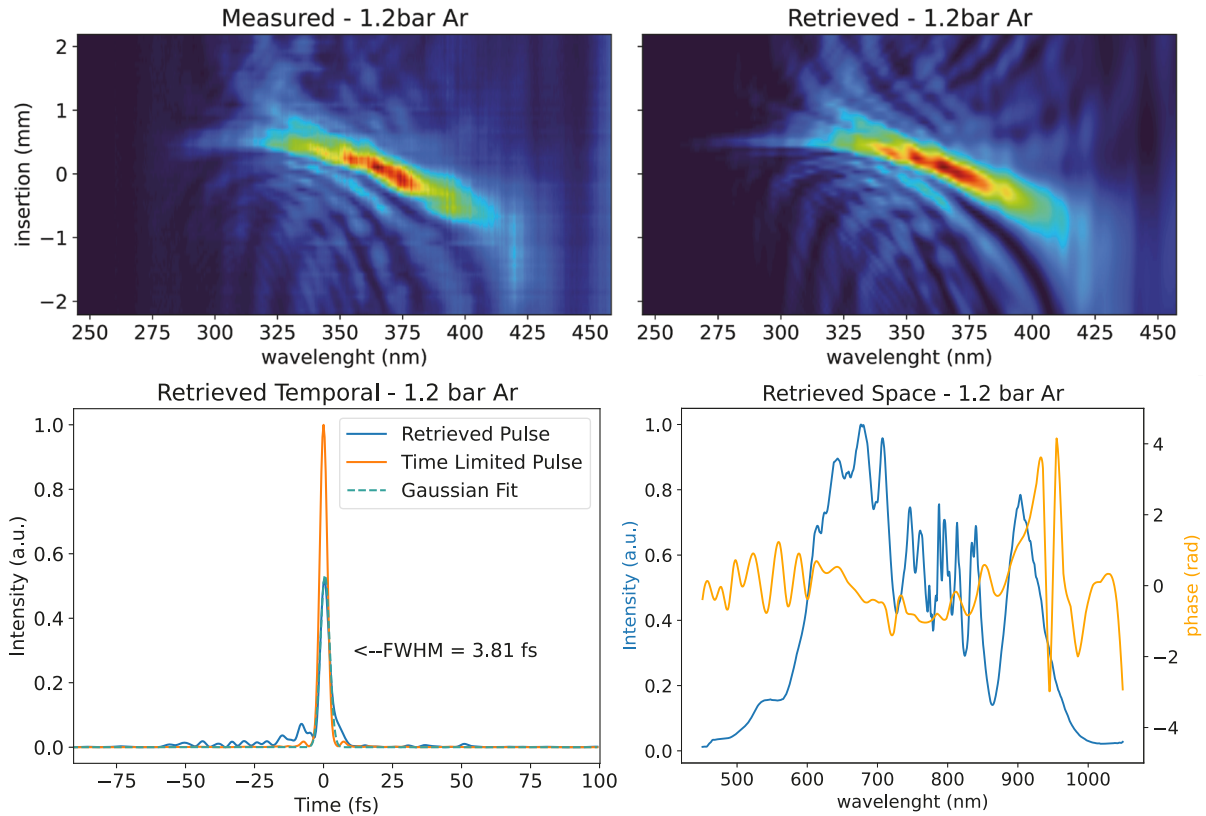 Measured - 1.2bar Ar
Retrieved - 1.2bar Ar
insertion (mm)
2
1
0
−1
−2
250 275 300 325 350 375 400 425 450
250 275 300 325 350 375 400 425 450
wavelenght (nm)
wavelenght (nm)
Retrieved Temporal - 1.2 bar Ar
Intensity (a.u.)
1.0
0.8
0.6
0.4
0.2
0.0
Retrieved Pulse
Time Limited Pulse
Gaussian Fit
<--FWHM = 3.81 fs
−75 −50 −25 0 25 50 75 100
Time (fs)
Retrieved Space - 1.2 bar Ar
Intensity (a.u.)
1.0
0.8
0.6
0.4
0.2
0.0
4
2
0
−2
−4
phase (rad)
500 600 700 800 900 1000
wavelenght (nm)